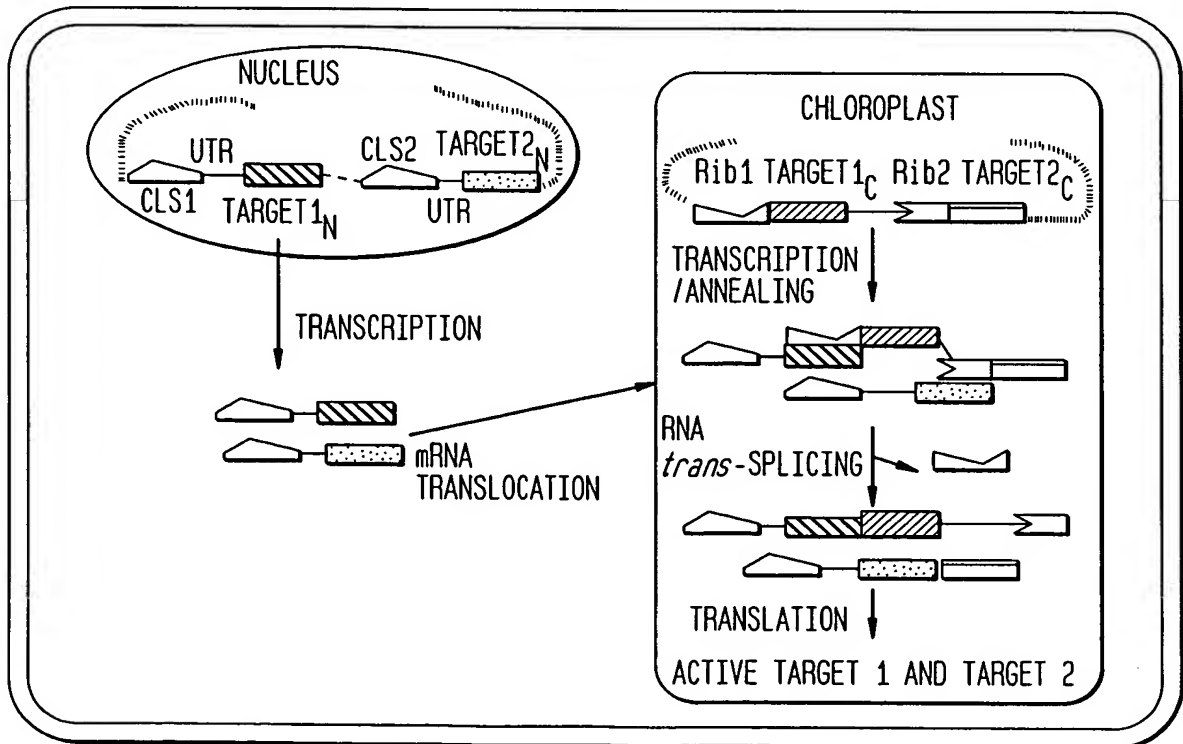 NUCLEUS
UTR
CLS2
TARGET2N
CLS1
TARGET1N
UTR
TRANSCRIPTION
mRNA
TRANSLOCATION
CHLOROPLAST
Rib1 TARGET1C Rib2 TARGET2C
TRANSCRIPTION
/ANNEALING
RNA
trans-SPLICING
TRANSLATION
ACTIVE TARGET 1 AND TARGET 2